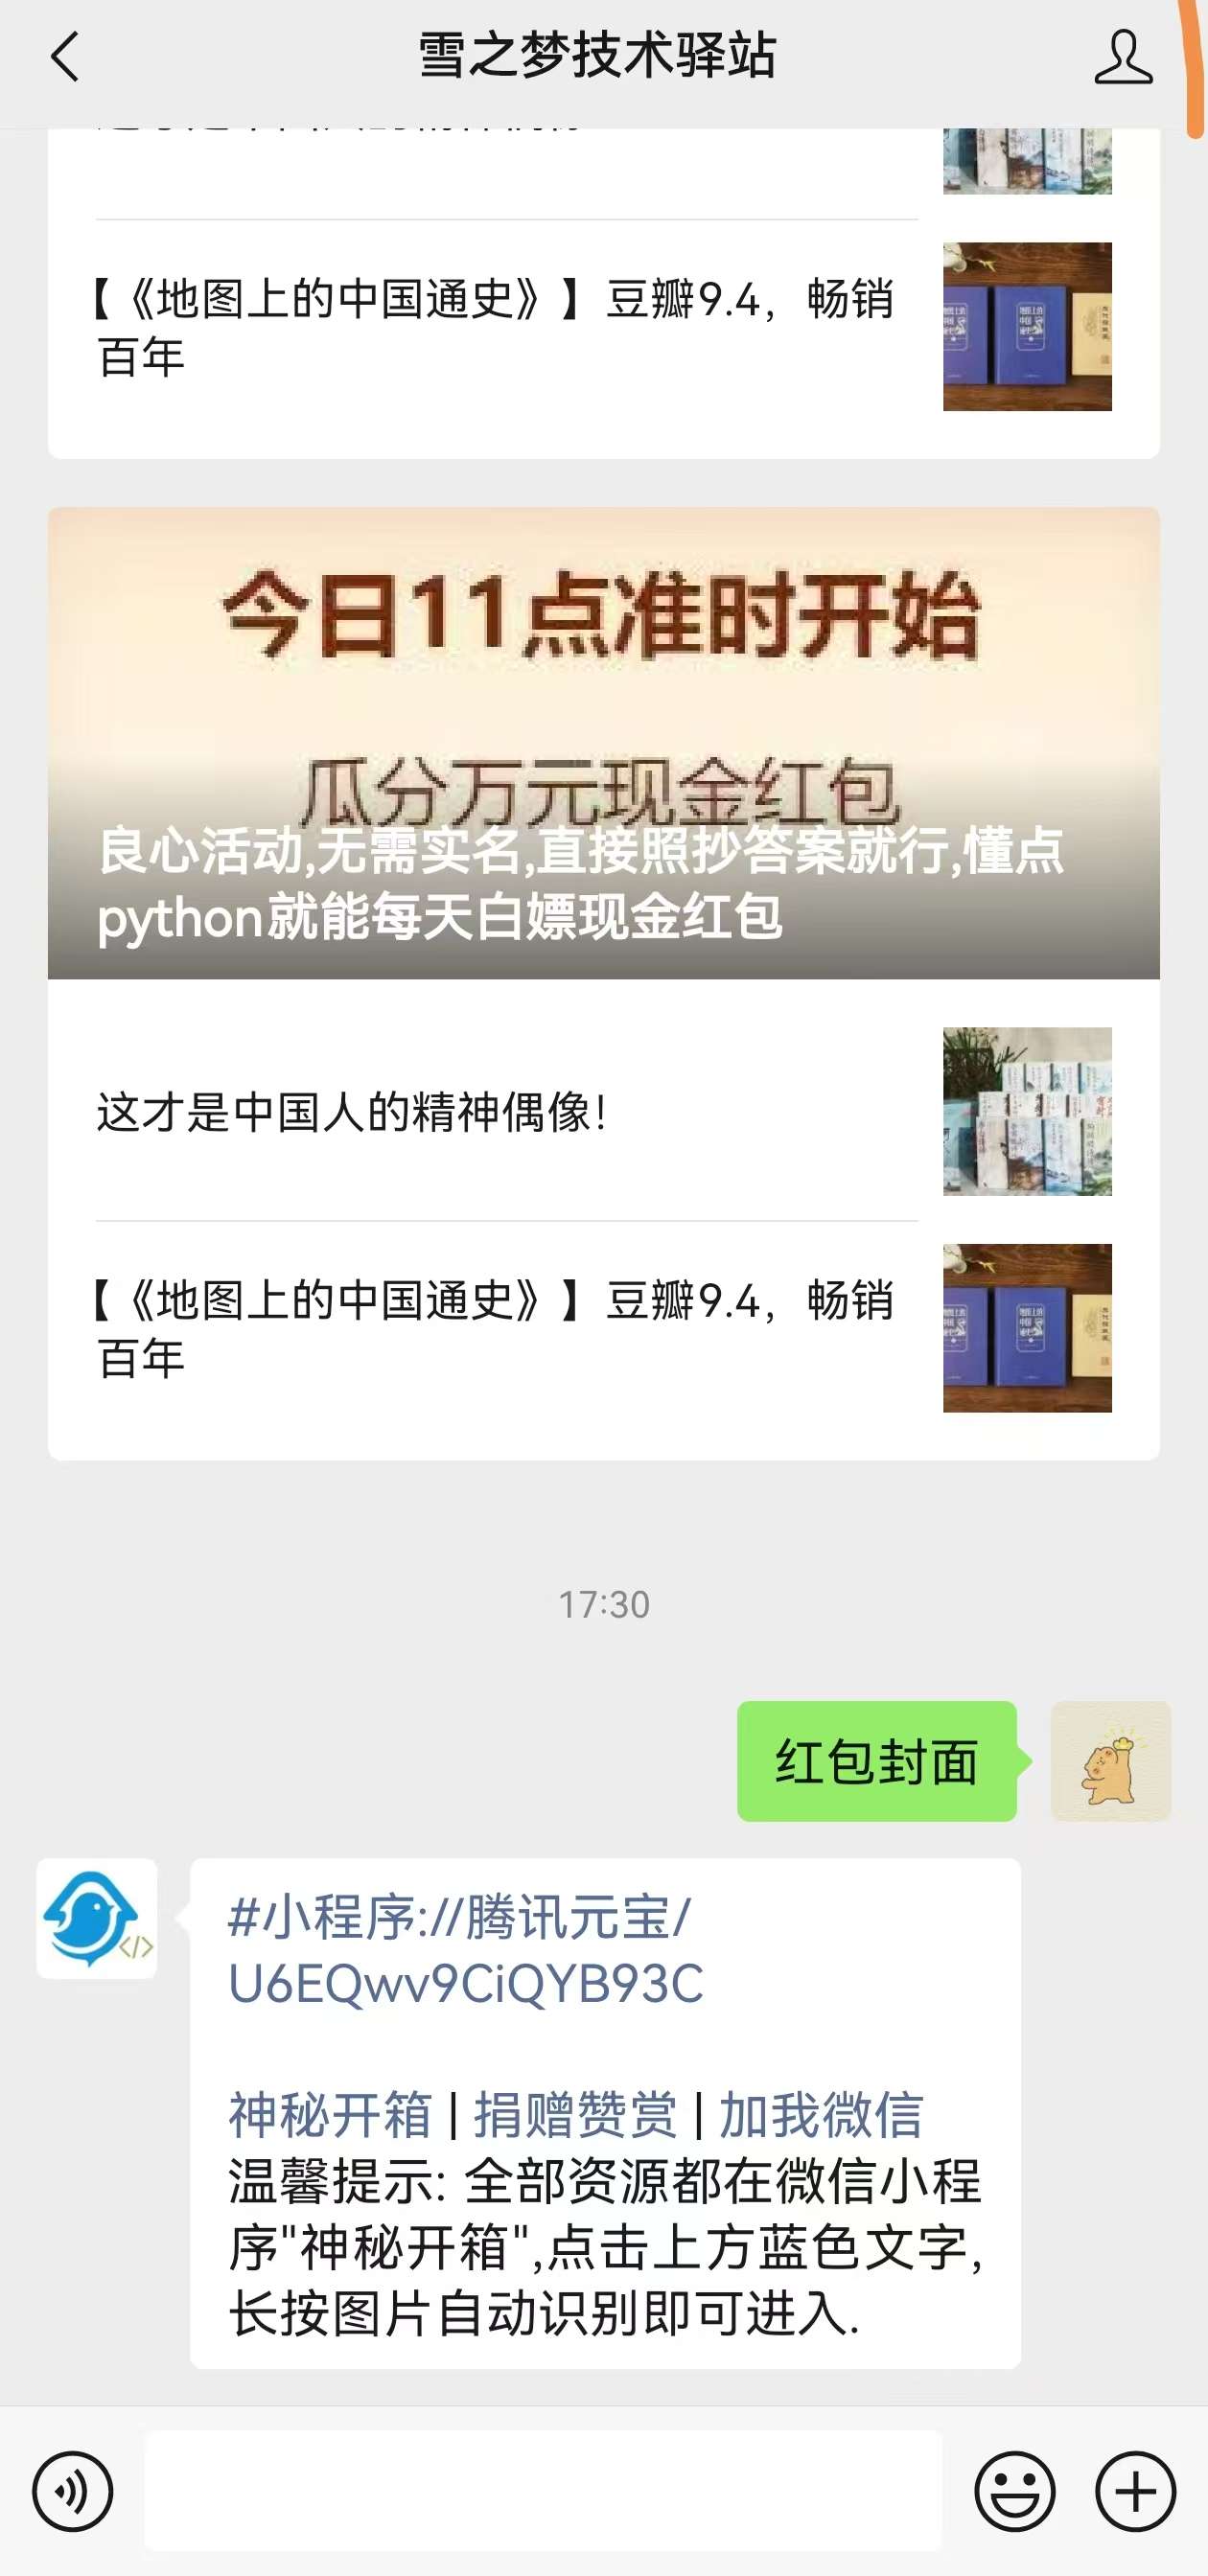 雪之梦技术驿站
【《地图上的中国通史》】豆瓣9.4，畅销
百年
今日11点准时开始
瓜分万元现金红包
良心活动,无需实名,直接照抄答案就行,懂点
python就能每天白嫖现金红包
这才是中国人的精神偶像！
【《地图上的中国通史》】豆瓣9.4，畅销
百年
17:30
红包封面
#小程序://腾讯元宝/
U6EQwv9CiQYB93C
神秘开箱 | 捐赠赞赏 | 加我微信
温馨提示: 全部资源都在微信小程
序"神秘开箱",点击上方蓝色文字,
长按图片自动识别即可进入.